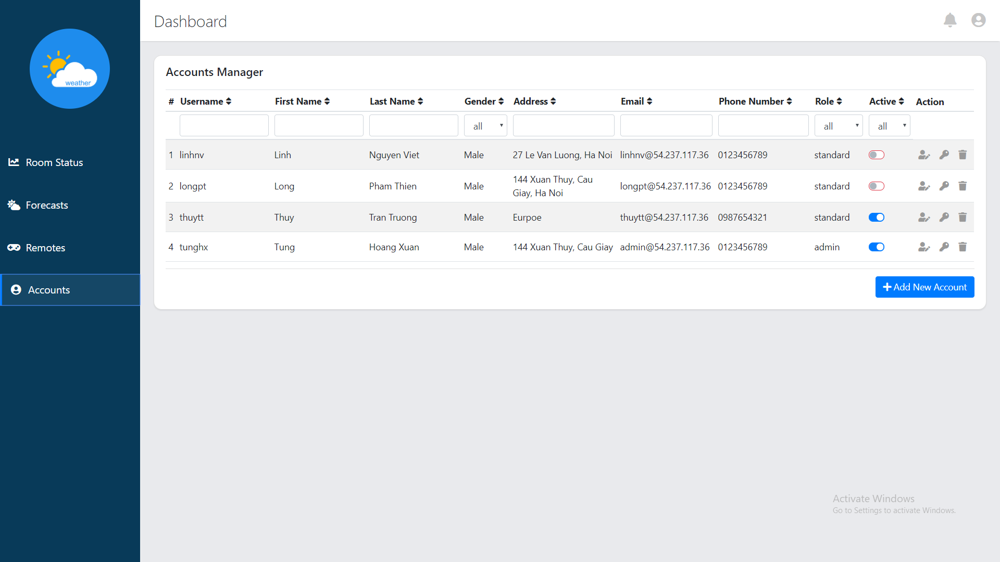 weather
Room Status
Forecasts
Remotes
Accounts
Dashboard
Accounts Manager
# Username First Name Last Name Gender Address Email Phone Number Role Active Action
all all all
1 linhnv Linh Nguyen Viet Male 27 Le Van Luong, Ha Noi linhnv@54.237.117.36 0123456789 standard
2 longpt Long Pham Thien Male 144 Xuan Thuy, Cau Giay, Ha Noi longpt@54.237.117.36 0123456789 standard
3 thuytt Thuy Tran Truong Male Eurpoe thuytt@54.237.117.36 0987654321 standard
4 tunghx Tung Hoang Xuan Male 144 Xuan Thuy, Cau Giay admin@54.237.117.36 0123456789 admin
Add New Account
Activate Windows
Go to Settings to activate Windows.